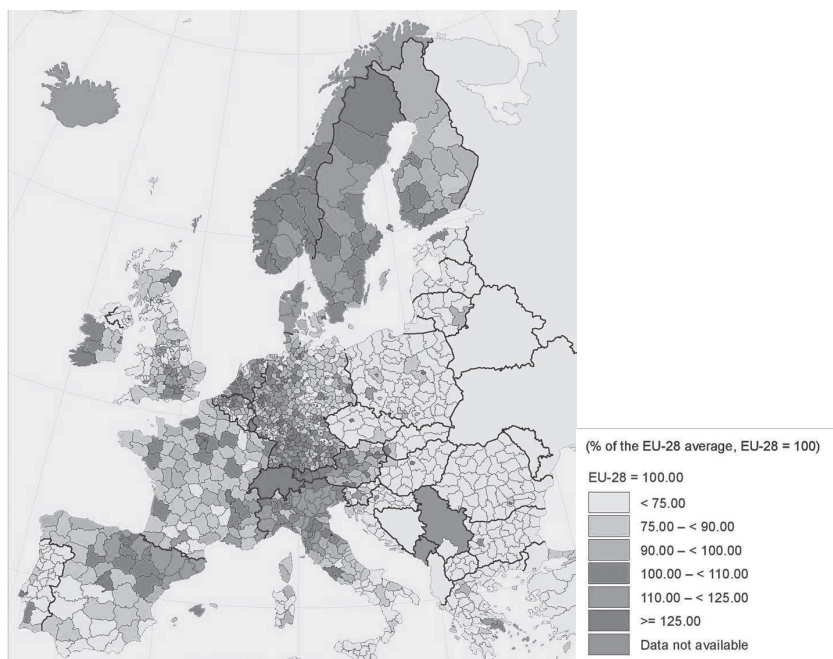 (% of the EU-28 average, EU-28 = 100)
EU-28 = 100.00
< 75.00
75.00 – < 90.00
90.00 – < 100.00
100.00 – < 110.00
110.00 – < 125.00
>= 125.00
Data not available